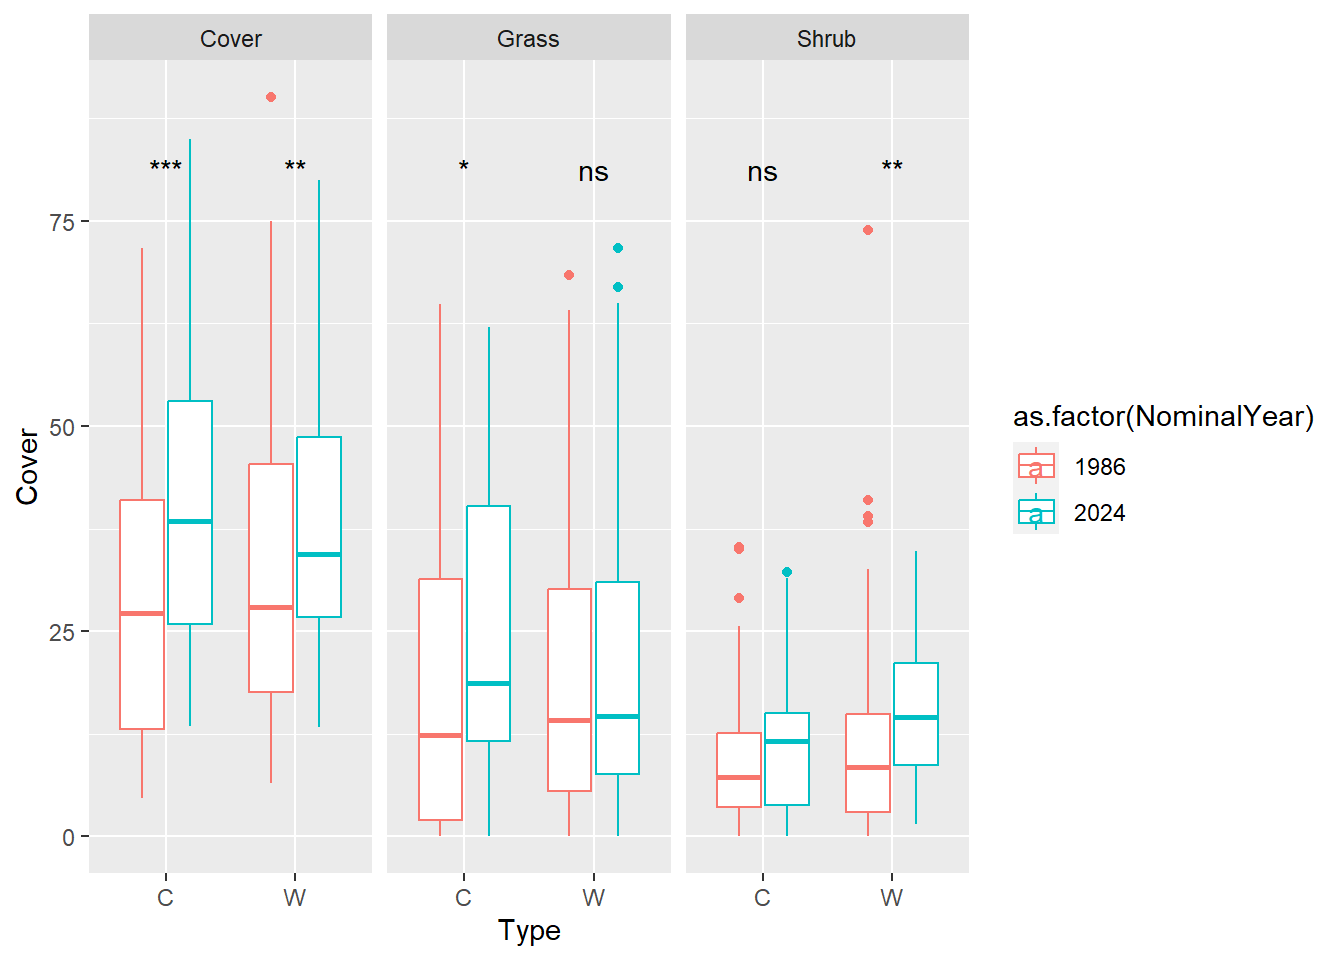 Cover Grass Shrub
*** ** * ns ns **
75
50
25
0
Cover
C W C W C W
Type
as.factor(NominalYear)
a 1986
a 2024